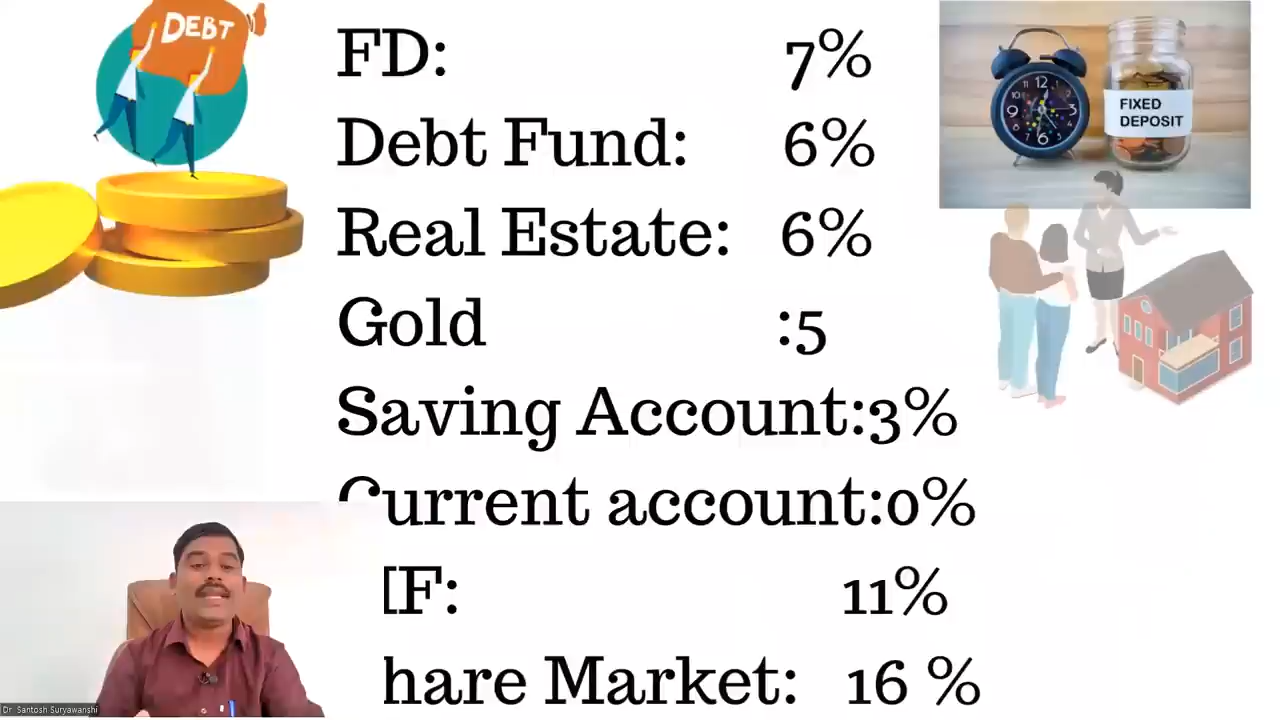 DEBT
FD: 7%
Debt Fund: 6%
Real Estate: 6%
Gold :5
Saving Account:3%
urrent account:0%
F: 11%
hare Market: 16 %
FIXED
DEPOSIT
Dr. Santosh Suryawanshi